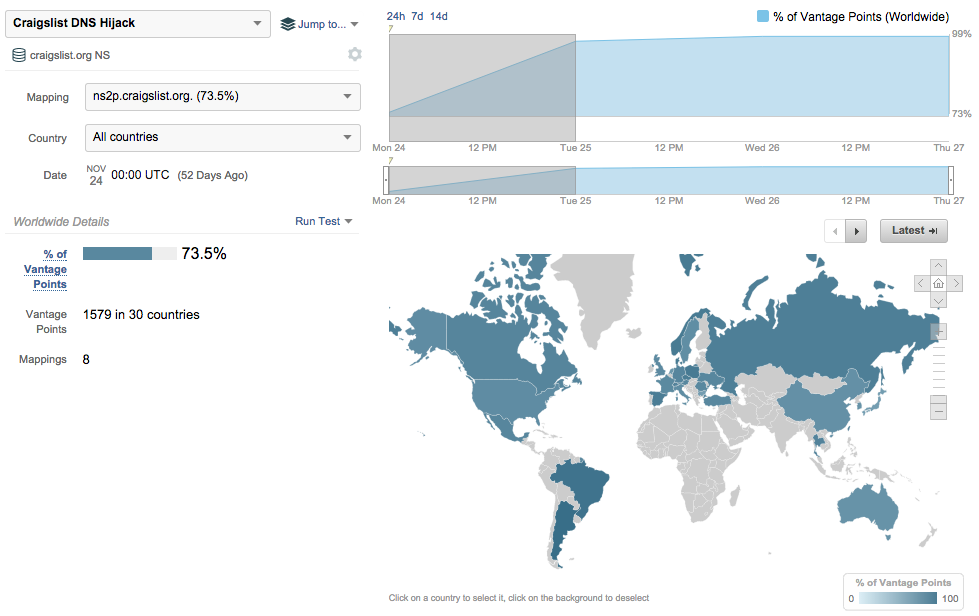 Craigslist DNS Hijack
Jump to...
craigslist.org NS
Mapping
ns2p.craigslist.org. (73.5%)
Country
All countries
Date
NOV
24
00:00 UTC (52 Days Ago)
Worldwide Details
Run Test
% of
Vantage
Points
73.5%
Vantage
Points
1579 in 30 countries
Mappings
8
24h 7d 14d
% of Vantage Points (Worldwide)
7
99%
73%
Mon 24
12 PM
Tue 25
12 PM
Wed 26
12 PM
Thu 27
7
Mon 24
12 PM
Tue 25
12 PM
Wed 26
12 PM
Thu 27
Latest
Click on a country to select it, click on the background to deselect
% of Vantage Points
0
100